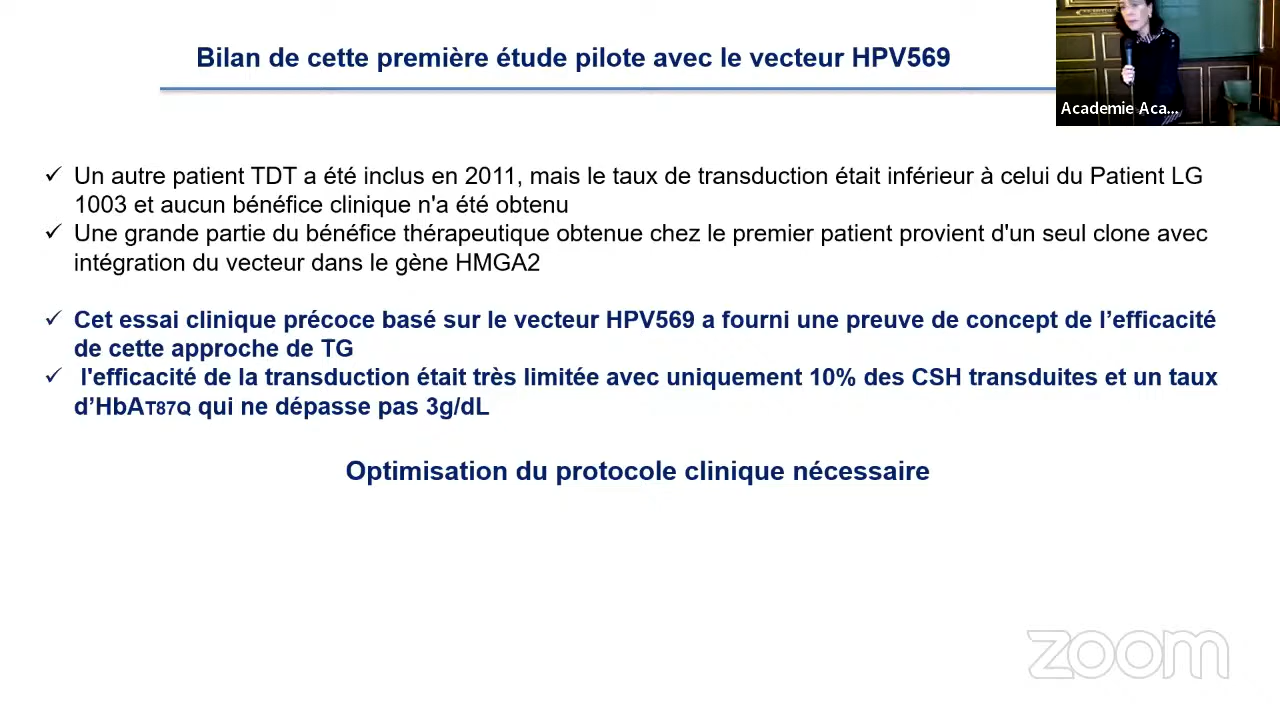 Bilan de cette première étude pilote avec le vecteur HPV569
Academie Aca...
✓ Un autre patient TDT a été inclus en 2011, mais le taux de transduction était inférieur à celui du Patient LG
1003 et aucun bénéfice clinique n'a été obtenu
✓ Une grande partie du bénéfice thérapeutique obtenue chez le premier patient provient d'un seul clone avec
intégration du vecteur dans le gène HMGA2
✓ Cet essai clinique précoce basé sur le vecteur HPV569 a fourni une preuve de concept de l’efficacité
de cette approche de TG
✓ l'efficacité de la transduction était très limitée avec uniquement 10% des CSH transduites et un taux
d’HbAT87Q qui ne dépasse pas 3g/dL
Optimisation du protocole clinique nécessaire
zoom